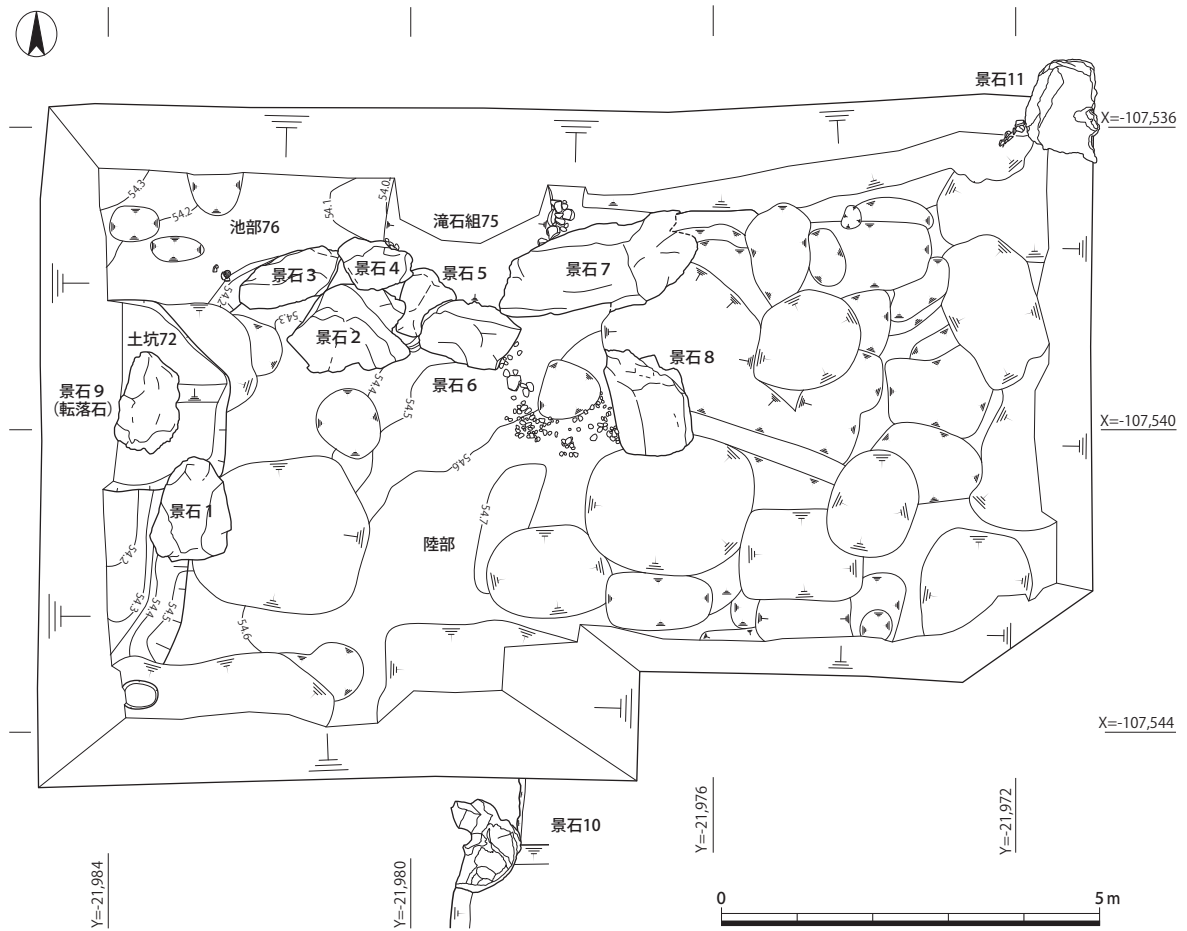 景石11
X=-107,536
54.3
54.2
54.1
54.0
池部76
滝石組75
景石3
景石4
景石5
景石7
54.2
54.3
土坑72
景石2
景石6
景石8
景石9
（転落石）
54.4
54.5
X=-107,540
54.6
景石1
54.7
陸部
54.2
54.3
54.4
54.5
54.6
X=-107,544
景石10
Y=-21,984
Y=-21,980
Y=-21,976
Y=-21,972
0
5 m